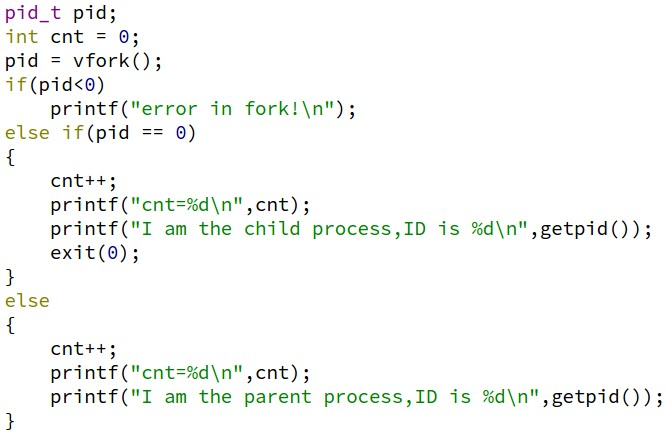 pid_t pid;
int cnt = 0;
pid = vfork();
if(pid<0)
    printf("error in fork!\n");
else if(pid == 0)
{
    cnt++;
    printf("cnt=%d\n",cnt);
    printf("I am the child process,ID is %d\n",getpid());
    exit(0);
}
else
{
    cnt++;
    printf("cnt=%d\n",cnt);
    printf("I am the parent process,ID is %d\n",getpid());
}